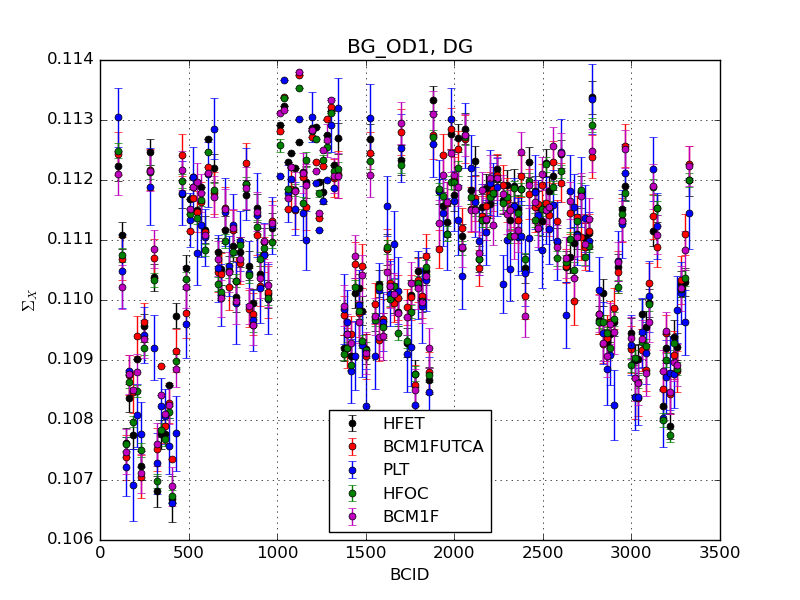 BG_OD1, DG
0.114
0.113
0.112
0.111
0.110
0.109
0.108
0.107
0.106
Σ_X
HFET
BCM1FUTCA
PLT
HFOC
BCM1F
0 500 1000 1500 2000 2500 3000 3500
BCID